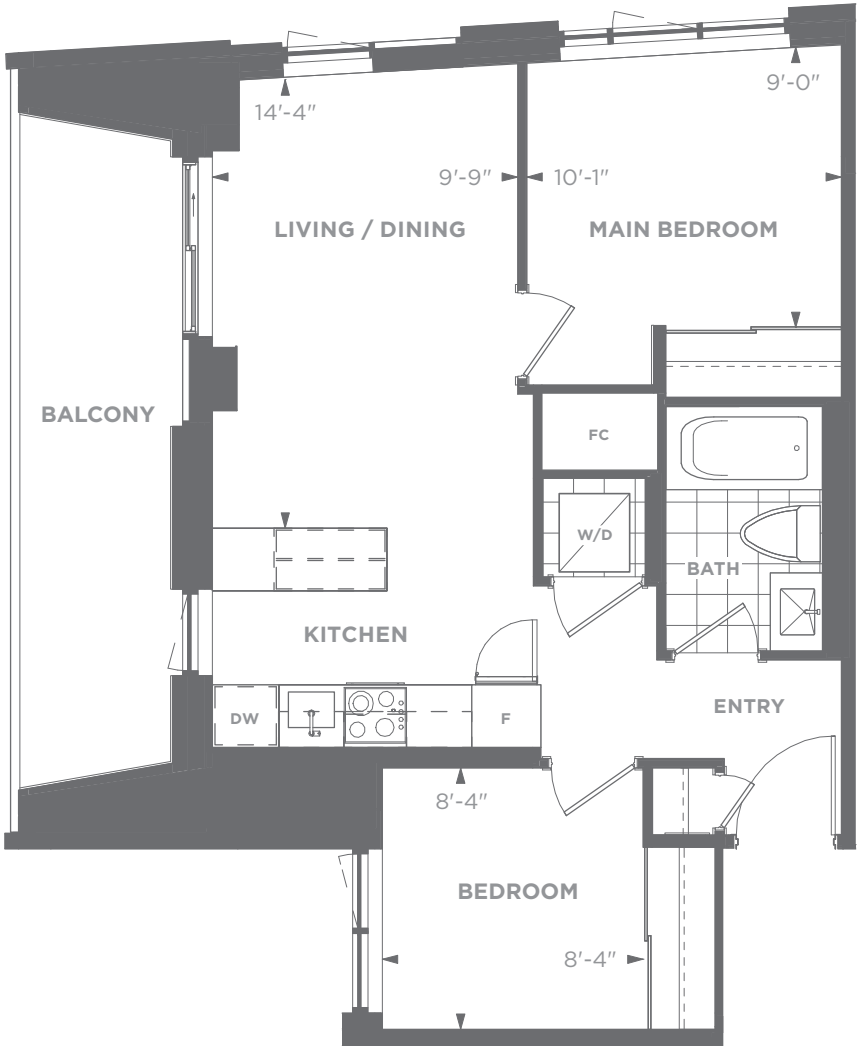 9'-0"
14'-4"
9'-9"
10'-1"
LIVING / DINING
MAIN BEDROOM
BALCONY
FC
W/D
BATH
KITCHEN
ENTRY
DW
F
8'-4"
BEDROOM
8'-4"